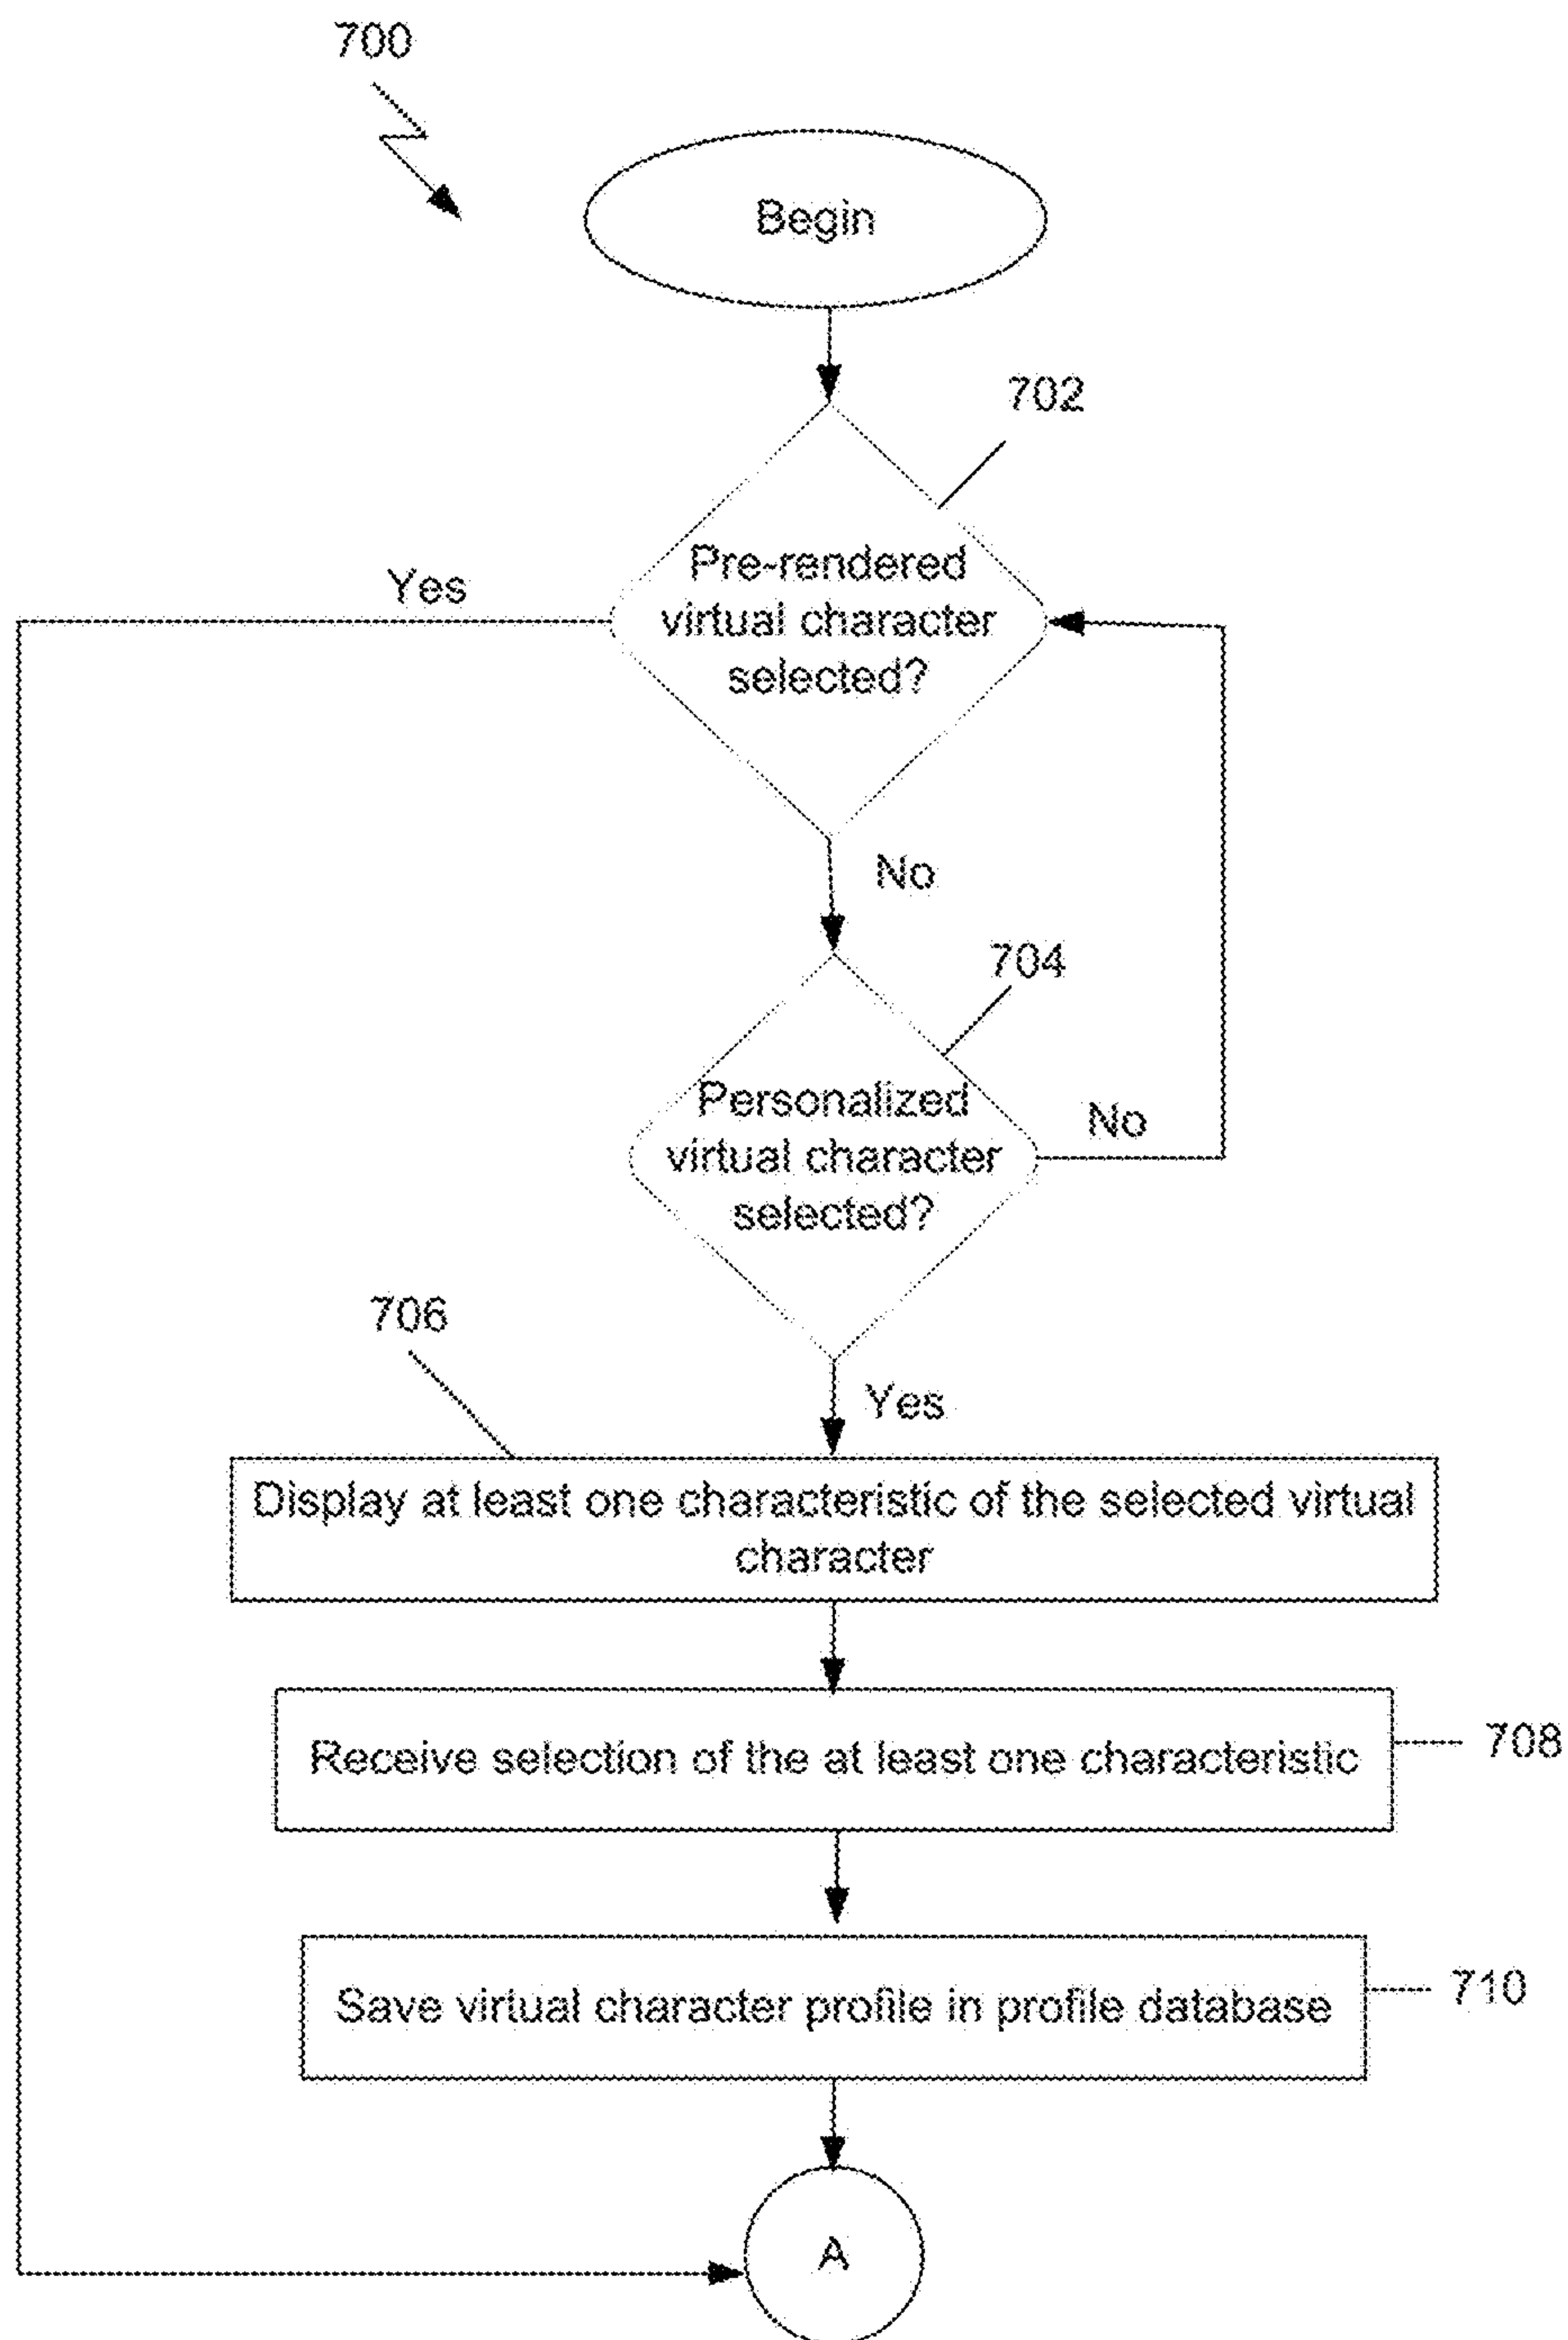 700
Begin
702
Pre-rendered
virtual character
selected?
Yes
No
704
Personalized
virtual character
selected?
No
706
Yes
Display at least one characteristic of the selected virtual
character
Receive selection of the at least one characteristic
708
Save virtual character profile in profile database
710
A